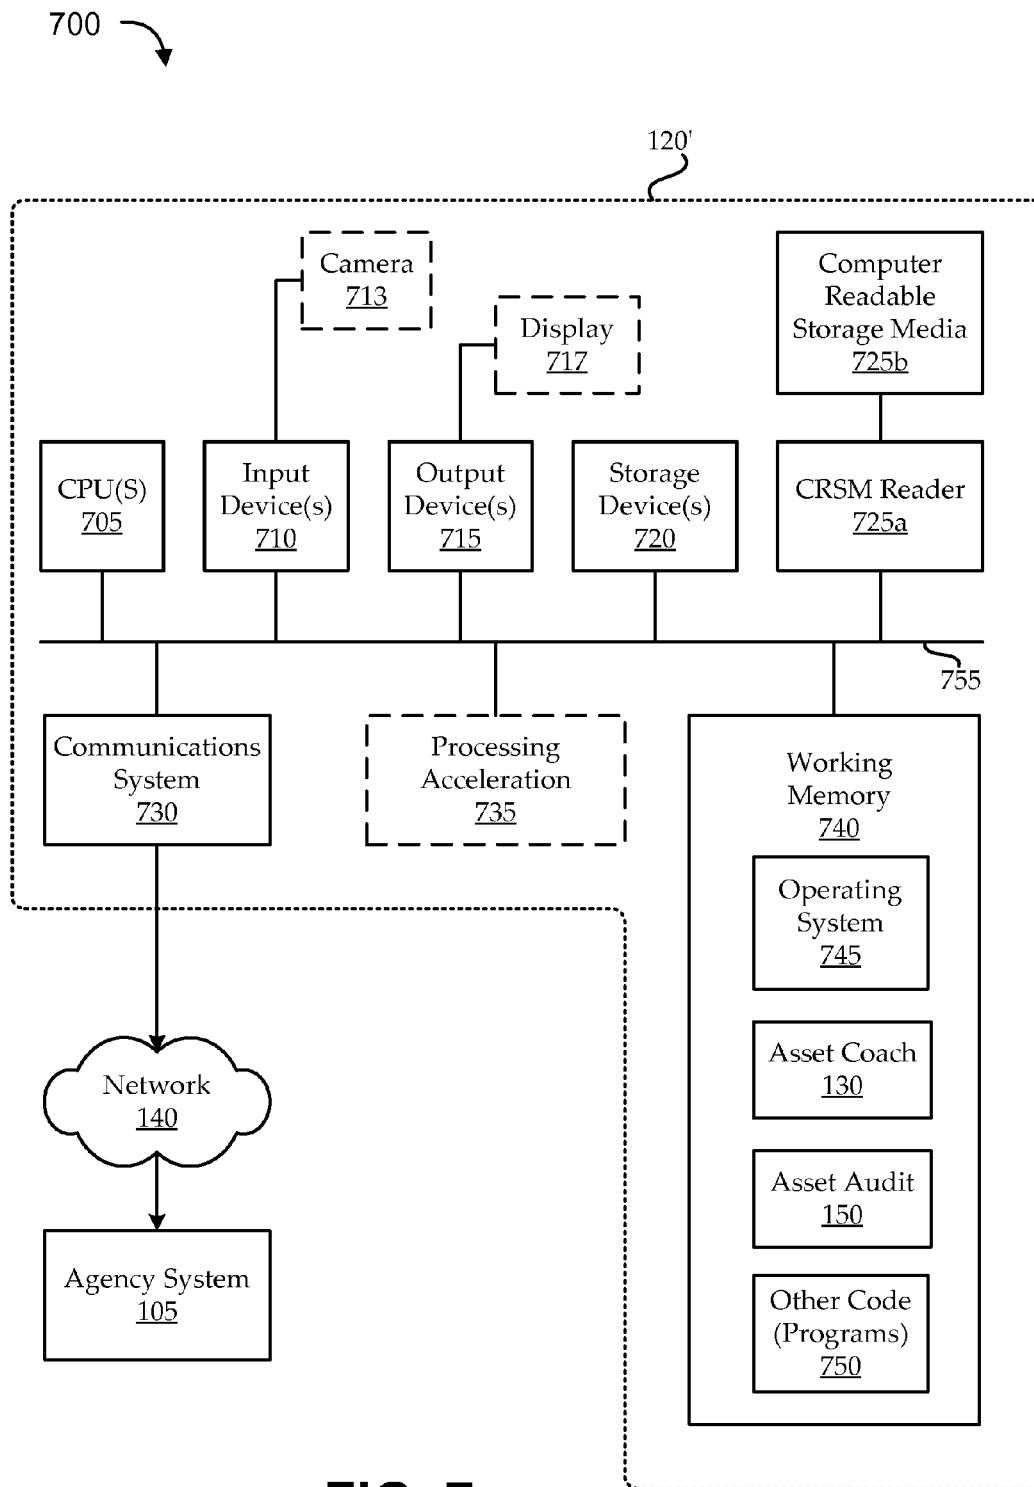 700
120'
Camera
713
Display
717
Computer
Readable
Storage Media
725b
CPU(S)
705
Input
Device(s)
710
Output
Device(s)
715
Storage
Device(s)
720
CRSM Reader
725a
755
Communications
System
730
Processing
Acceleration
735
Working
Memory
740
Operating
System
745
Asset Coach
130
Asset Audit
150
Other Code
(Programs)
750
Network
140
Agency System
105